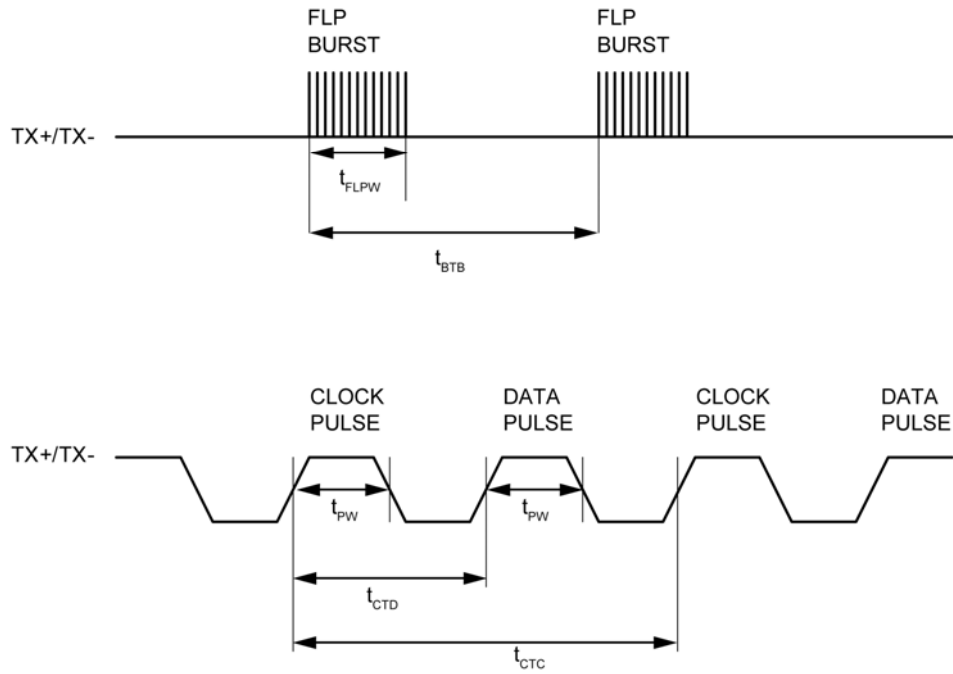 FLP
BURST
FLP
BURST
TX+/TX-
tFLPW
tBTB
CLOCK
PULSE
DATA
PULSE
CLOCK
PULSE
DATA
PULSE
TX+/TX-
tPW
tPW
tCTD
tCTC